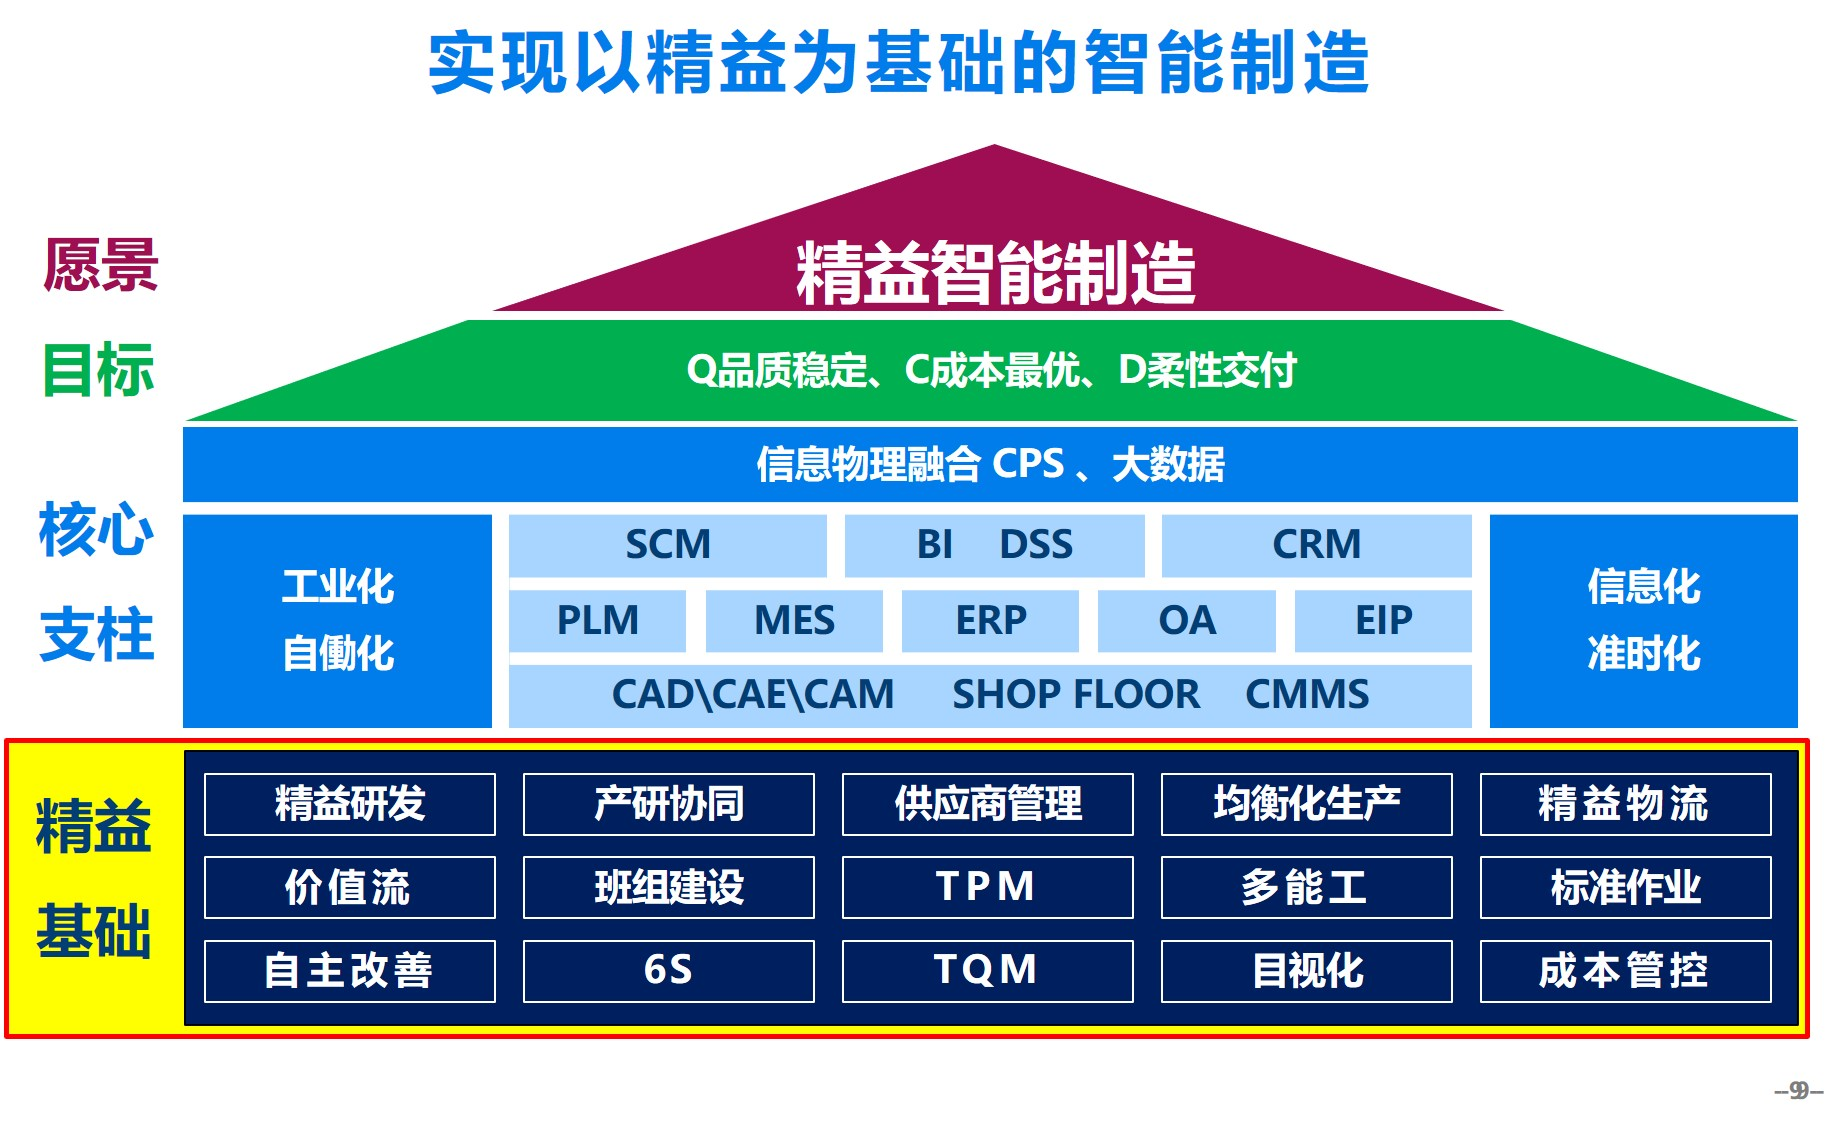 实现以精益为基础的智能制造
愿景
精益智能制造
目标
Q品质稳定、C成本最优、D柔性交付
信息物理融合 CPS 、大数据
核心
支柱
工业化
自働化
SCM
BI DSS
CRM
PLM
MES
ERP
OA
EIP
CAD\CAE\CAM SHOP FLOOR CMMS
信息化
准时化
精益
基础
精益研发
产研协同
供应商管理
均衡化生产
精益物流
价值流
班组建设
TPM
多能工
标准作业
自主改善
6S
TQM
目视化
成本管控